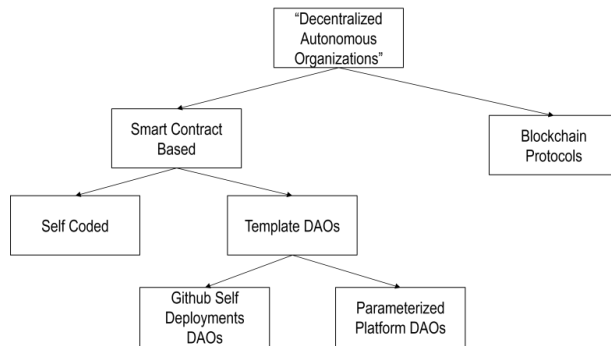 “Decentralized
Autonomous
Organizations”
Smart Contract
Based
Blockchain
Protocols
Self Coded
Template DAOs
Github Self
Deployments
DAOs
Parameterized
Platform DAOs